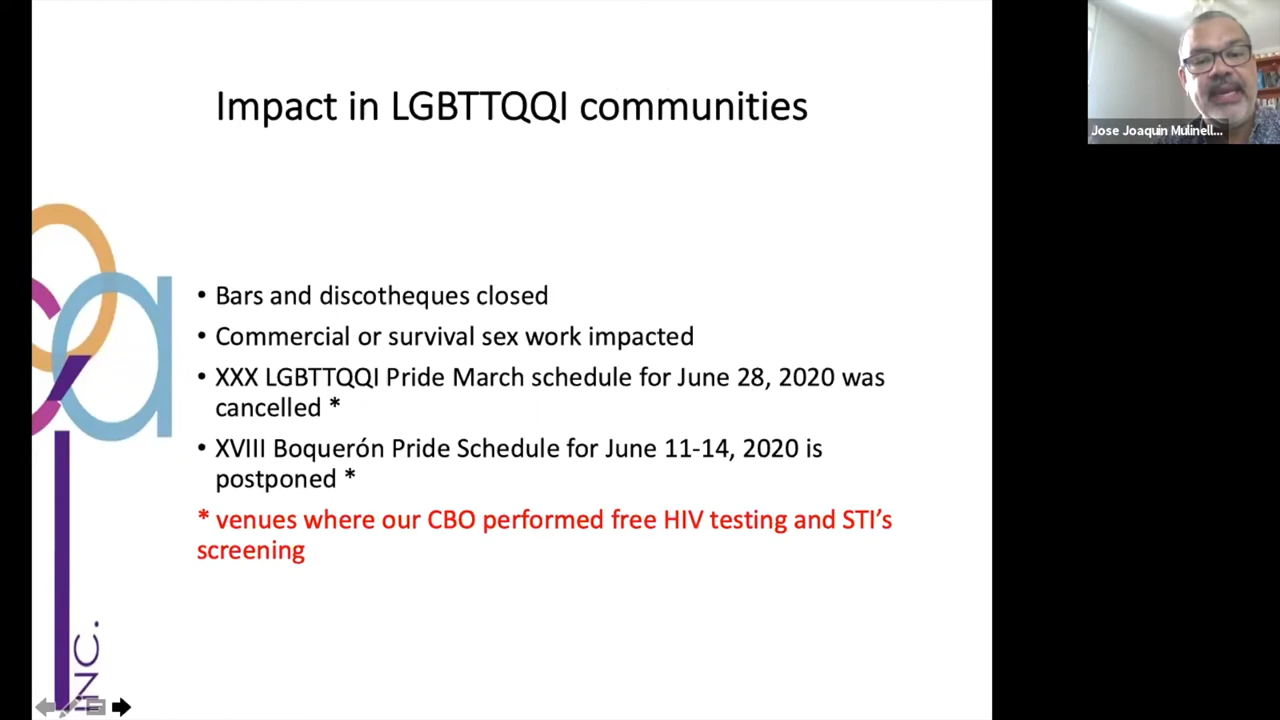 Impact in LGBTTQQI communities
Jose Joaquin Mulinell...
• Bars and discotheques closed
• Commercial or survival sex work impacted
• XXX LGBTTQQI Pride March schedule for June 28, 2020 was
cancelled *
• XVIII Boquerón Pride Schedule for June 11-14, 2020 is
postponed *
* venues where our CBO performed free HIV testing and STI’s
screening
INC.